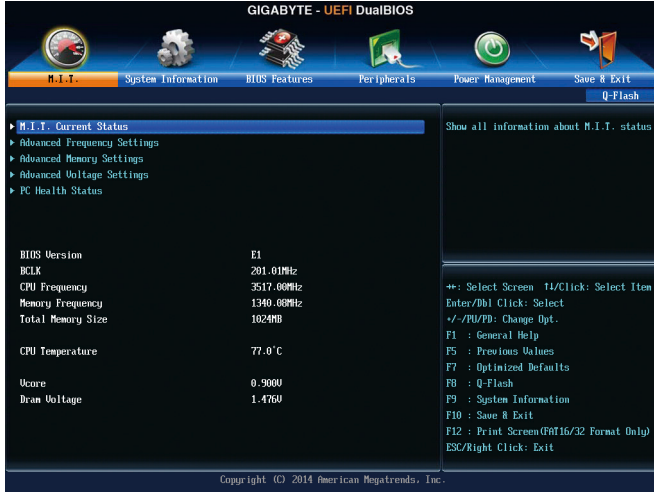 GIGABYTE - UEFI DualBIOS
M.I.T. System Information BIOS Features Peripherals Power Management Save & Exit
Q-Flash
M.I.T. Current Status
Advanced Frequency Settings
Advanced Memory Settings
Advanced Voltage Settings
PC Health Status
BIOS Version E1
BCLK 201.01MHz
CPU Frequency 3517.00MHz
Memory Frequency 1340.08MHz
Total Memory Size 1024MB
CPU Temperature 77.0°C
Vcore 0.900V
Dram Voltage 1.476V
Show all information about M.I.T. status
→←: Select Screen ↑↓/Click: Select Item
Enter/Dbl Click: Select
+/-/PU/PD: Change Opt.
F1 : General Help
F5 : Previous Values
F7 : Optimized Defaults
F8 : Q-Flash
F9 : System Information
F10 : Save & Exit
F12 : Print Screen(FAT16/32 Format Only)
ESC/Right Click: Exit
Copyright (C) 2014 American Megatrends, Inc.